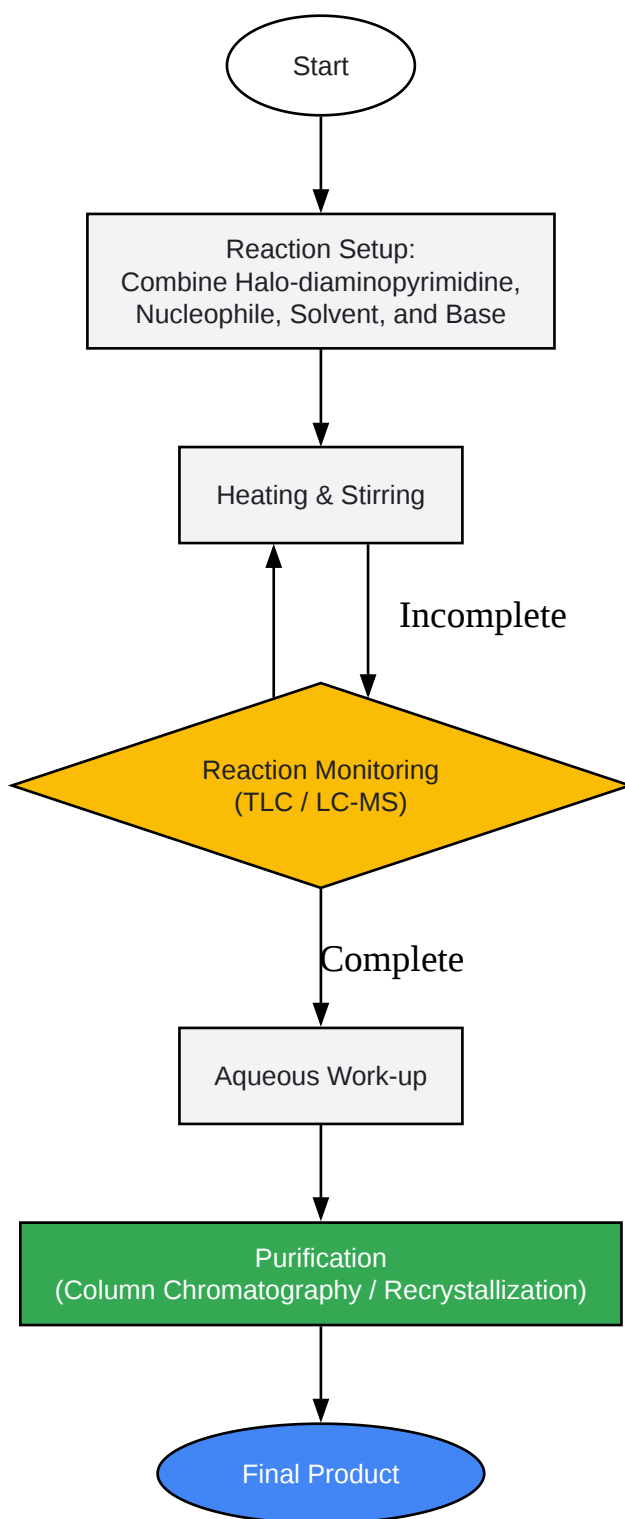 Start
Reaction Setup:
Combine Halo-diaminopyrimidine,
Nucleophile, Solvent, and Base
Heating & Stirring
Incomplete
Reaction Monitoring
(TLC / LC-MS)
Complete
Aqueous Work-up
Purification
(Column Chromatography / Recrystallization)
Final Product